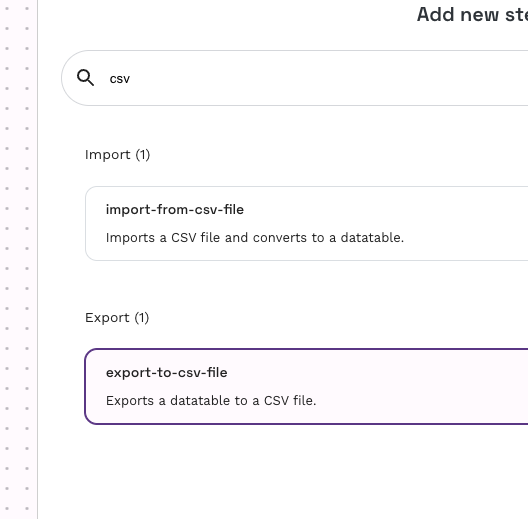 Add new ste
csv
Import (1)
import-from-csv-file
Imports a CSV file and converts to a datatable.
Export (1)
export-to-csv-file
Exports a datatable to a CSV file.